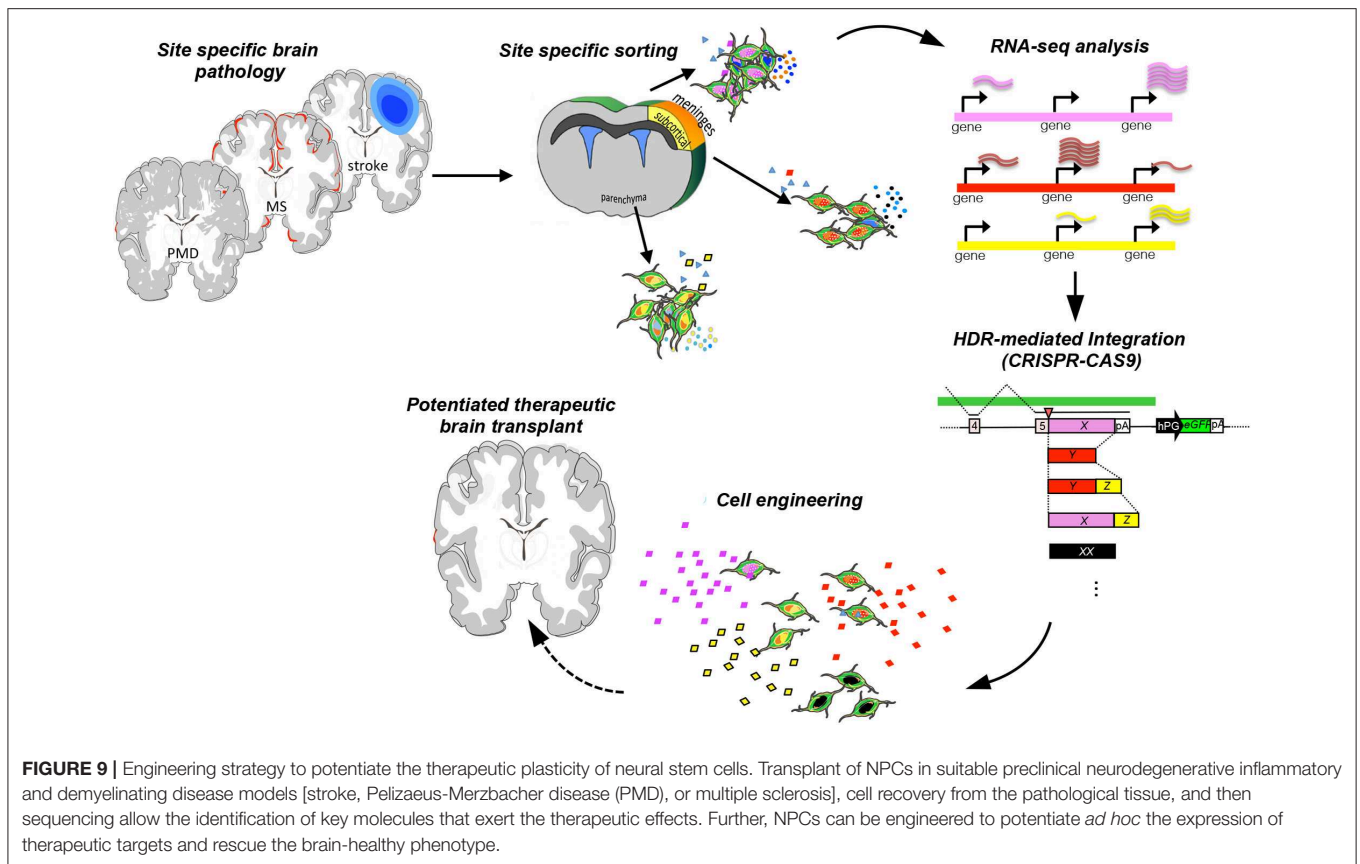 Site specific brain
pathology
stroke
MS
PMD
Site specific sorting
meninges
subcortical
parenchyma
RNA-seq analysis
gene gene gene
gene gene gene
gene gene gene
HDR-mediated Integration
(CRISPR-CAS9)
4 5 X pA hPG eGFP pA
Y
Y Z
X Z
XX
Potentiated therapeutic
brain transplant
Cell engineering
FIGURE 9 | Engineering strategy to potentiate the therapeutic plasticity of neural stem cells. Transplant of NPCs in suitable preclinical neurodegenerative inflammatory
and demyelinating disease models [stroke, Pelizaeus-Merzbacher disease (PMD), or multiple sclerosis], cell recovery from the pathological tissue, and then
sequencing allow the identification of key molecules that exert the therapeutic effects. Further, NPCs can be engineered to potentiate ad hoc the expression of
therapeutic targets and rescue the brain-healthy phenotype.